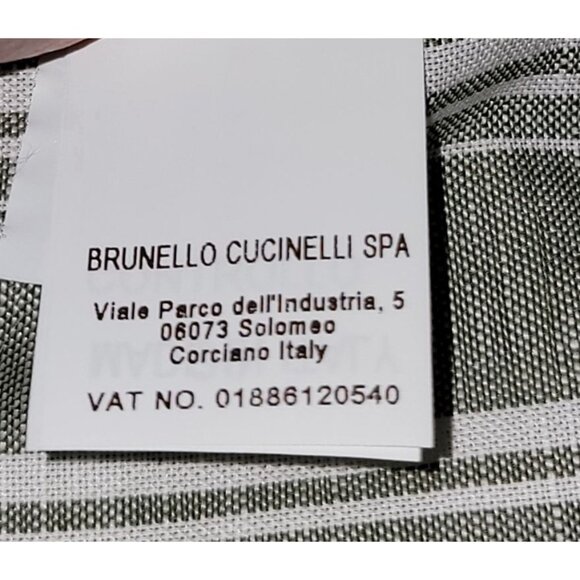 BRUNELLO CUCINELLI SPA
Viale Parco dell'Industria, 5
06073 Solomeo
Corciano Italy
VAT NO. 01886120540